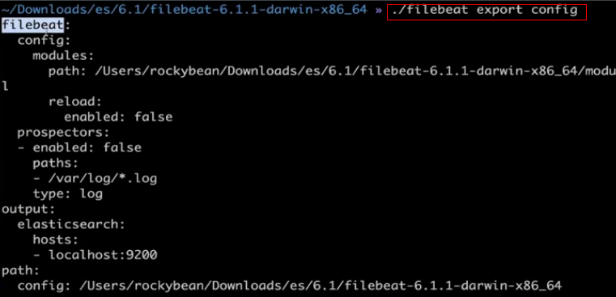 ~/Downloads/es/6.1/filebeat-6.1.1-darwin-x86_64 » ./filebeat export config
filebeat:
  config:
    modules:
      path: /Users/rockybean/Downloads/es/6.1/filebeat-6.1.1-darwin-x86_64/modu
l
      reload:
        enabled: false
  prospectors:
  - enabled: false
    paths:
    - /var/log/*.log
    type: log
output:
  elasticsearch:
    hosts:
    - localhost:9200
path:
  config: /Users/rockybean/Downloads/es/6.1/filebeat-6.1.1-darwin-x86_64